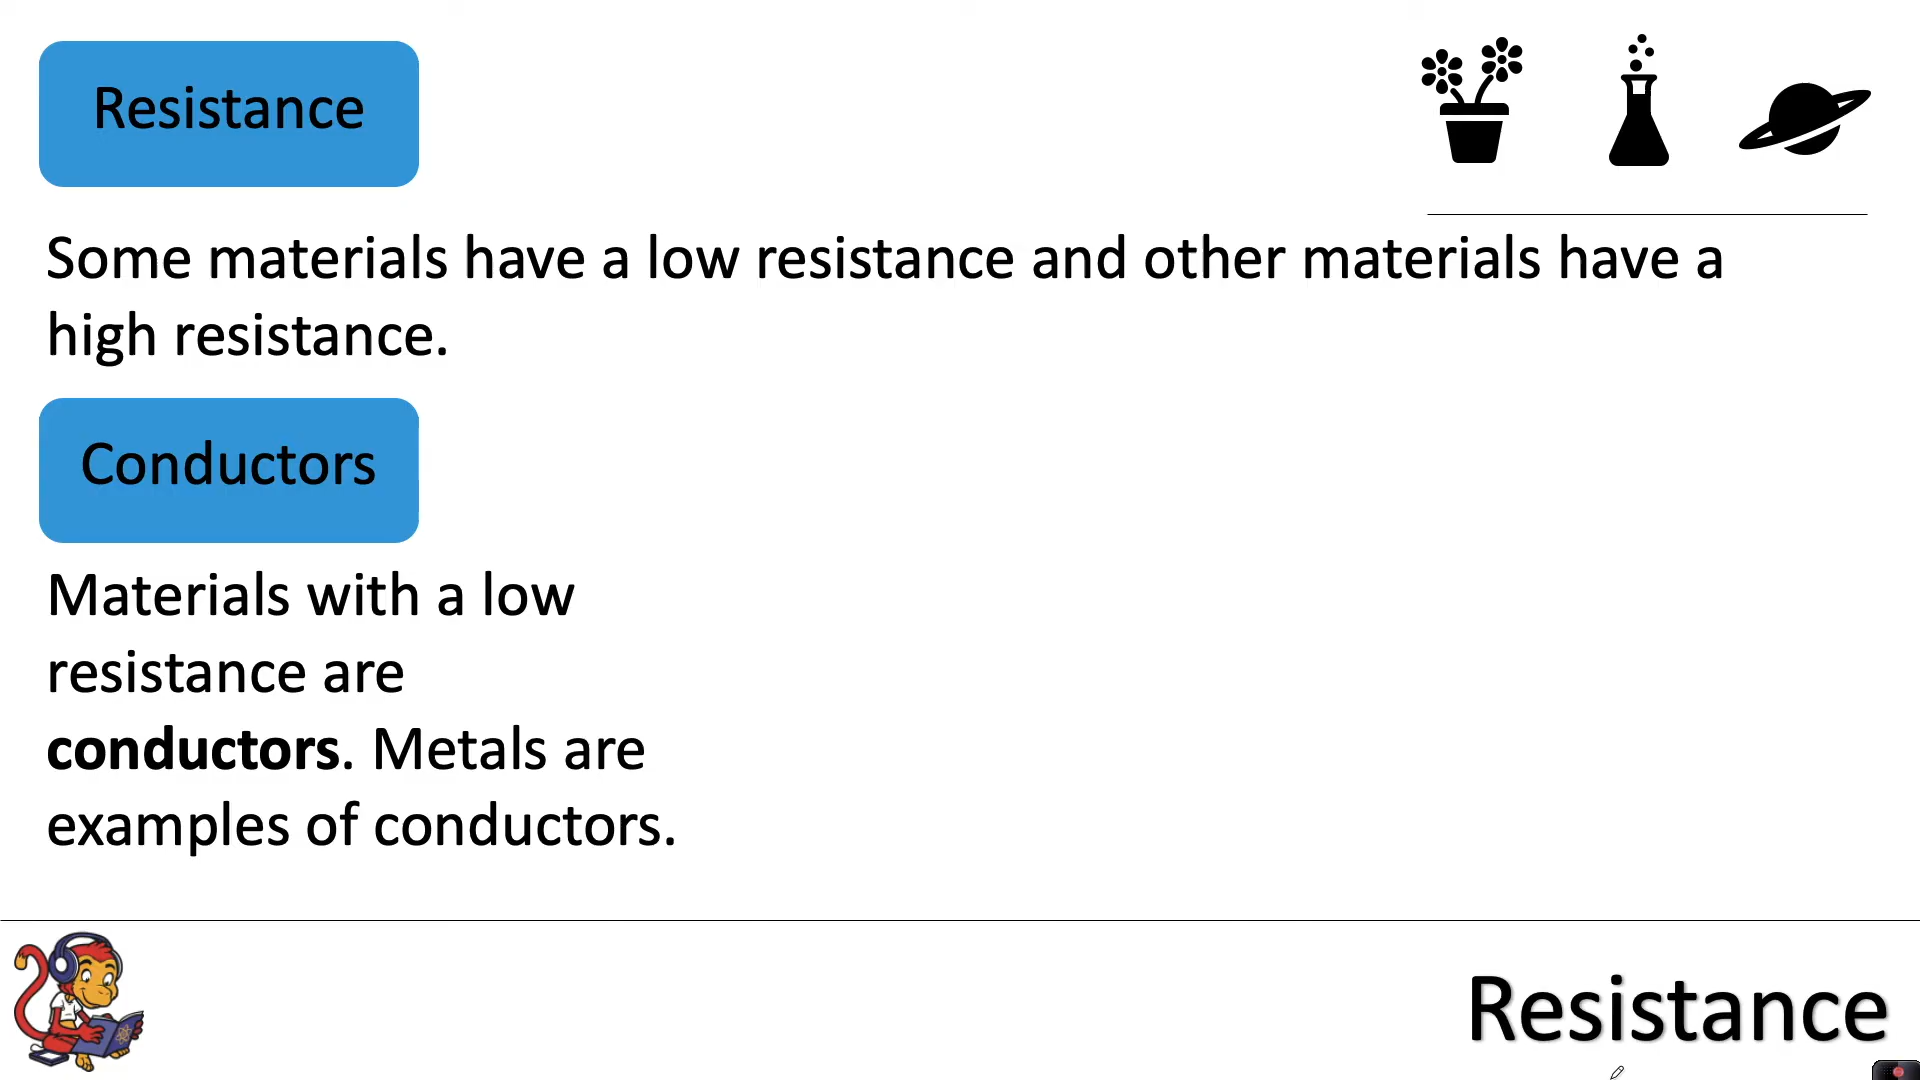 Resistance
Some materials have a low resistance and other materials have a
high resistance.
Conductors
Materials with a low
resistance are
conductors. Metals are
examples of conductors.
Resistance